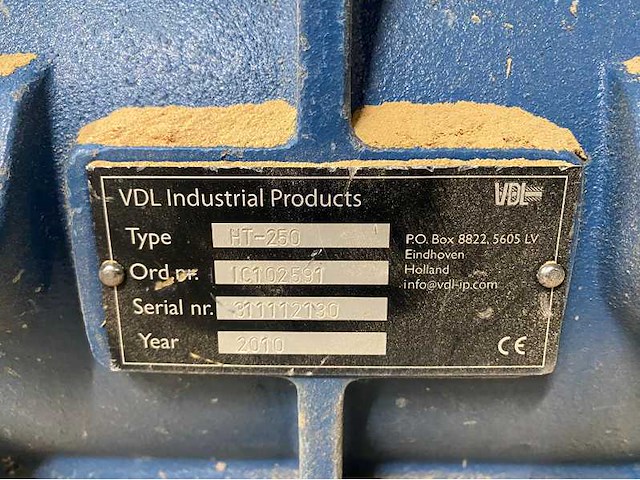 VDL Industrial Products
VDL
Type HT-250
Ord.nr. IC102591
Serial nr. 311112130
Year 2010
P.O. Box 8822, 5605 LV
Eindhoven
Holland
info@vdl-ip.com
CE